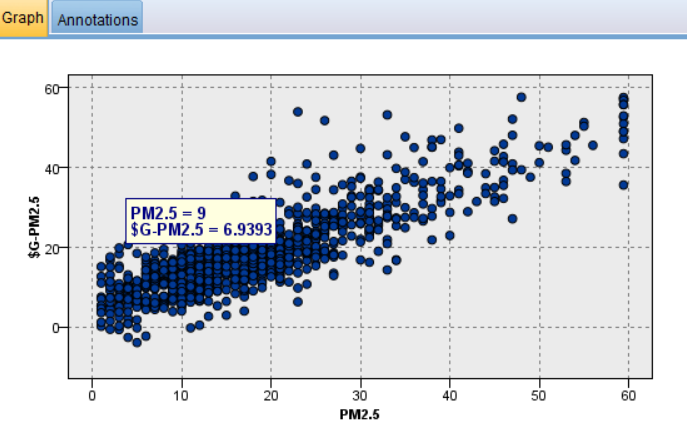 Graph Annotations
60
40
20
0
$G-PM2.5
PM2.5 = 9
$G-PM2.5 = 6.9393
0 10 20 30 40 50 60
PM2.5